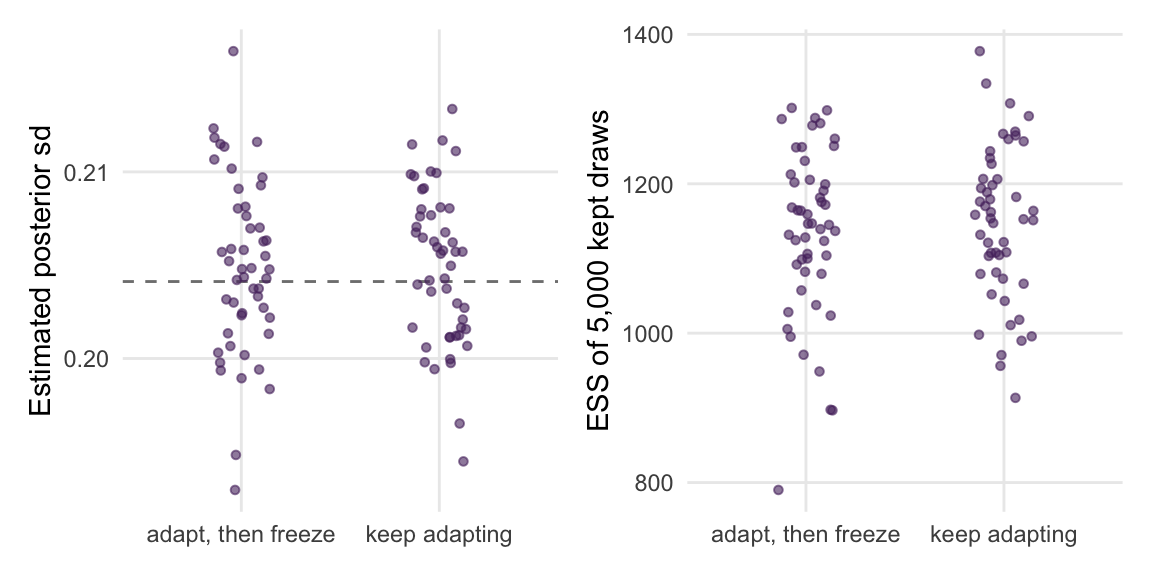 Estimated posterior sd
0.21
0.20
adapt, then freeze
keep adapting
ESS of 5,000 kept draws
1400
1200
1000
800
adapt, then freeze
keep adapting